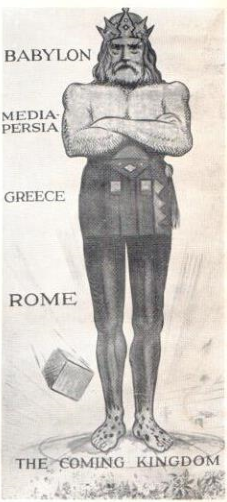 BABYLON
MEDIA-
PERSIA
GREECE
ROME
THE COMING KINGDOM